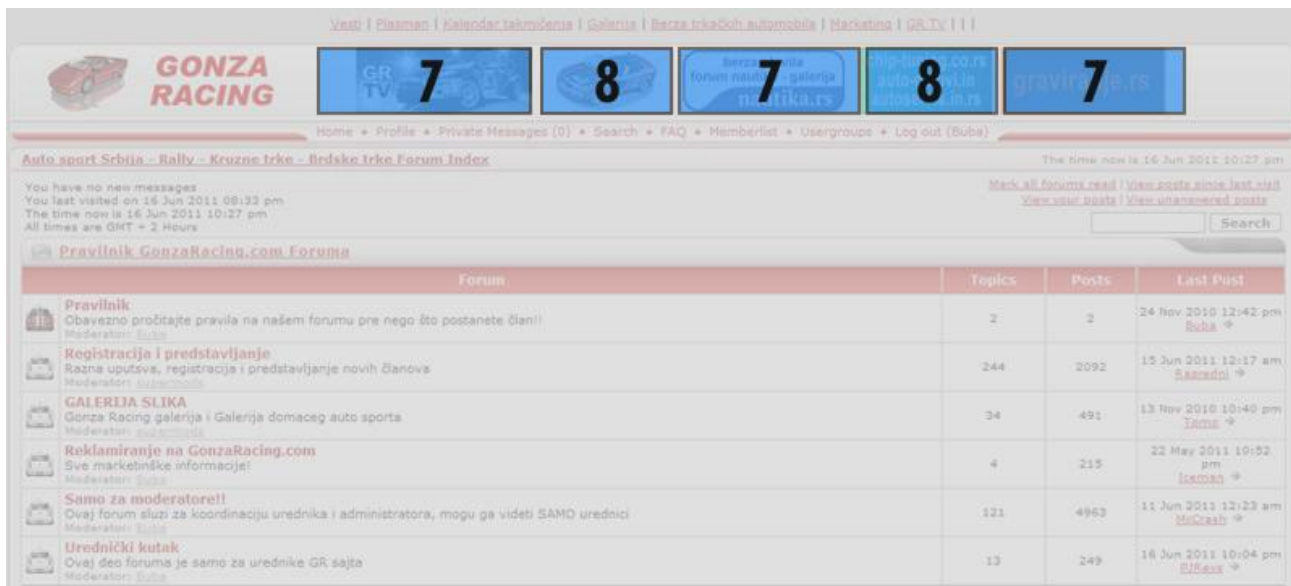 Vesti | Plasman | Kalendar takmičenja | Galerija | Berza trkačkih automobila | Marketing | GR TV | | |
GONZA
RACING
GR
TV
7
8
forum nautika - galerija
nautika.rs
7
chip-tuning.co.rs
8
7
Home • Profile • Private Messages (0) • Search • FAQ • Memberlist • Usergroups • Log out (Buba)
Auto sport Srbija - Rally - Kruzne trke - Brdske trke Forum Index
The time now is 16 Jun 2011 10:27 pm
You have no new messages
You last visited on 16 Jun 2011 08:33 pm
The time now is 16 Jun 2011 10:27 pm
All times are GMT + 2 Hours
Mark all forums read | View posts since last visit
View your posts | View unanswered posts
Search
Pravilnik GonzaRacing.com Foruma
Forum Topics Posts Last Post
Pravilnik
Obavezno pročitajte pravila na našem forumu pre nego što postanete član!!
Moderator: Buba
2 2 24 Nov 2010 12:42 pm
Buba
Registracija i predstavljanje
Razna uputsva, registracija i predstavljanje novih članova
Moderator: supermods
244 2092 15 Jun 2011 12:17 am
Rasredni
GALERIJA SLIKA
Gonza Racing galerija i Galerija domaceg auto sporta
Moderator: supermods
34 491 13 Nov 2010 10:40 pm
Reklamiranje na GonzaRacing.com
Sve marketinške informacije!
Moderator: Buba
4 215 22 May 2011 10:52
pm
Iceman
Samo za moderatore!!
Ovaj forum sluzi za koordinaciju urednika i administratora, mogu ga videti SAMO urednici
Moderator: Buba
121 4963 11 Jun 2011 12:23 am
McCrash
Urednički kutak
Ovaj deo foruma je samo za urednike GR sajta
Moderator: Buba
13 249 16 Jun 2011 10:04 pm